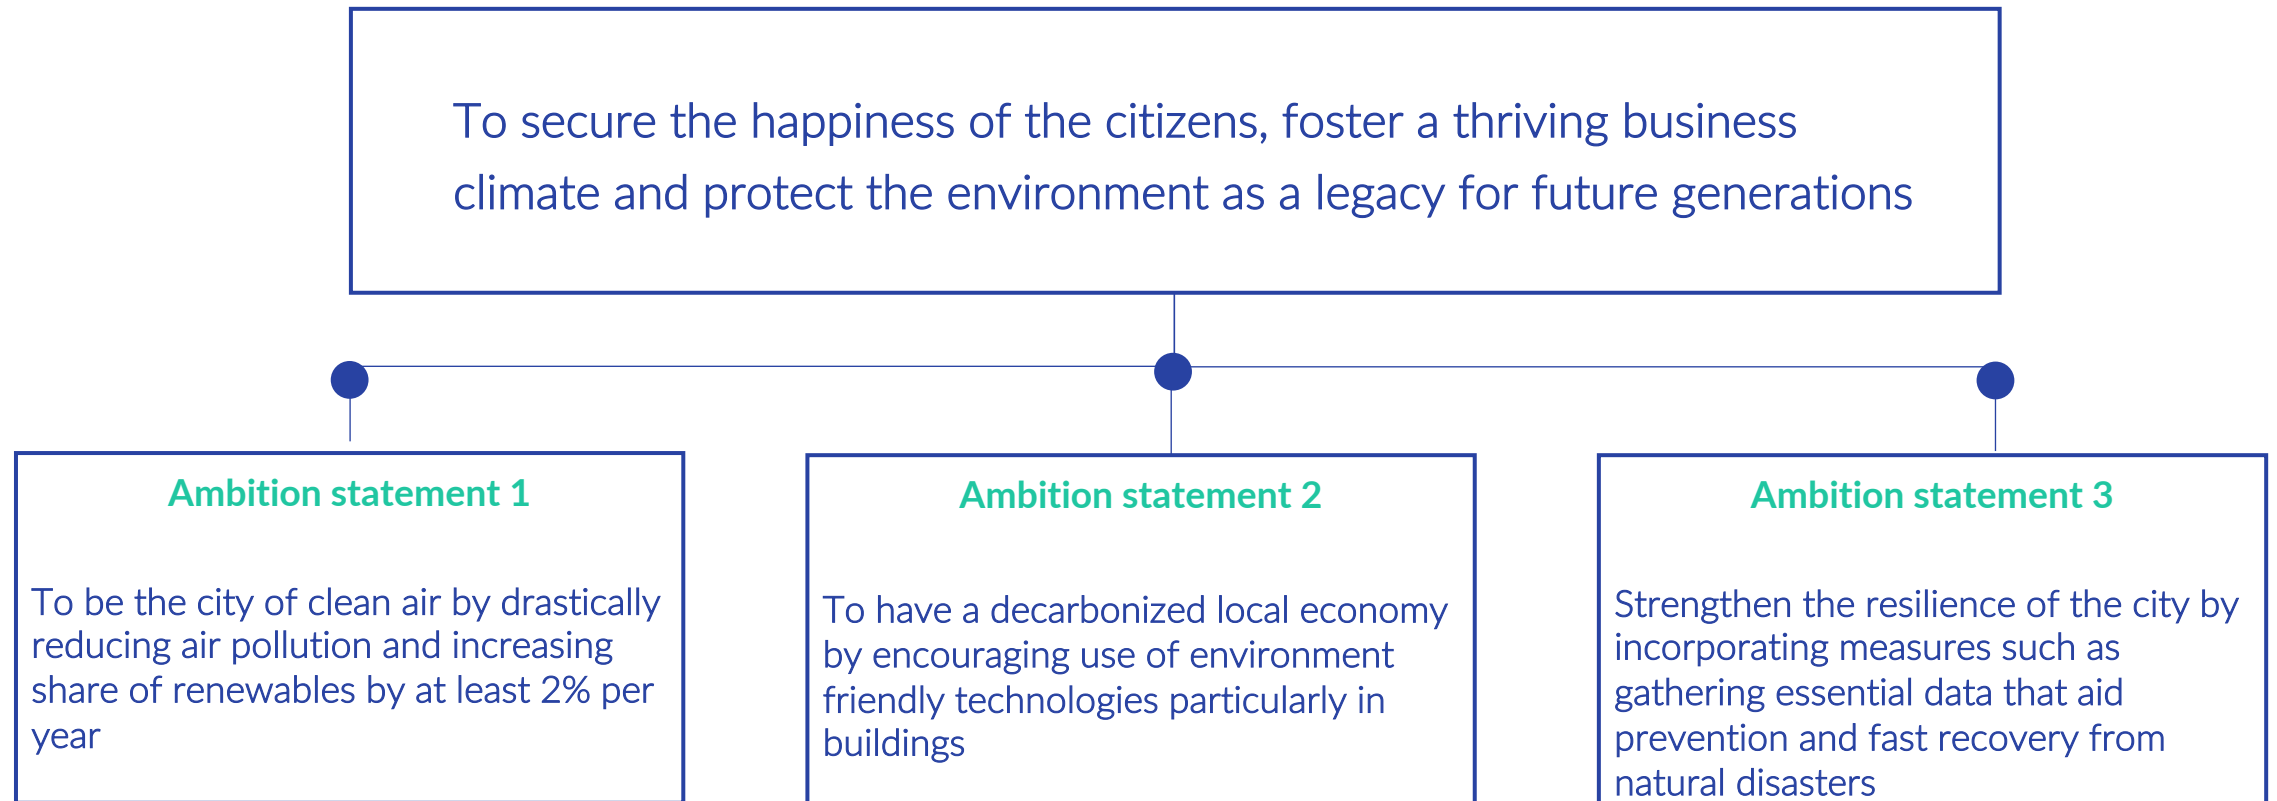 To secure the happiness of the citizens, foster a thriving business
climate and protect the environment as a legacy for future generations
Ambition statement 1
To be the city of clean air by drastically
reducing air pollution and increasing
share of renewables by at least 2% per
year
Ambition statement 2
To have a decarbonized local economy
by encouraging use of environment
friendly technologies particularly in
buildings
Ambition statement 3
Strengthen the resilience of the city by
incorporating measures such as
gathering essential data that aid
prevention and fast recovery from
natural disasters